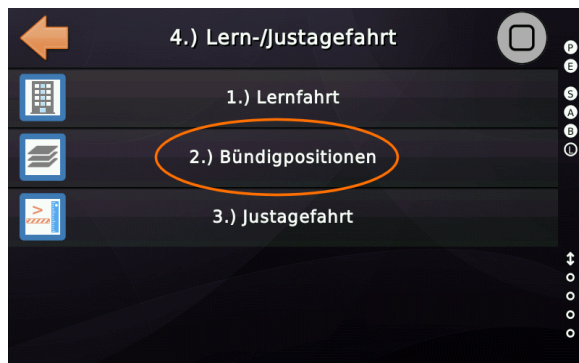 4.) Lern-/Justagefahrt
1.) Lernfahrt
2.) Bündigpositionen
3.) Justagefahrt
P
E
S
A
B
L